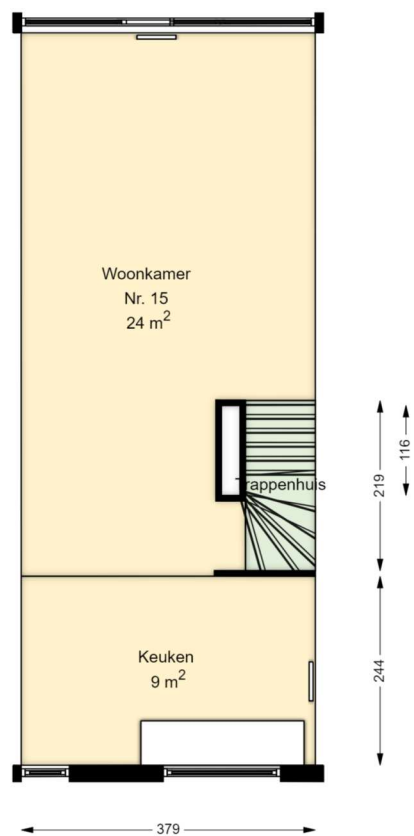 Woonkamer
Nr. 15
24 m²
116
219
Trappenhuis
Keuken
9 m²
244
379